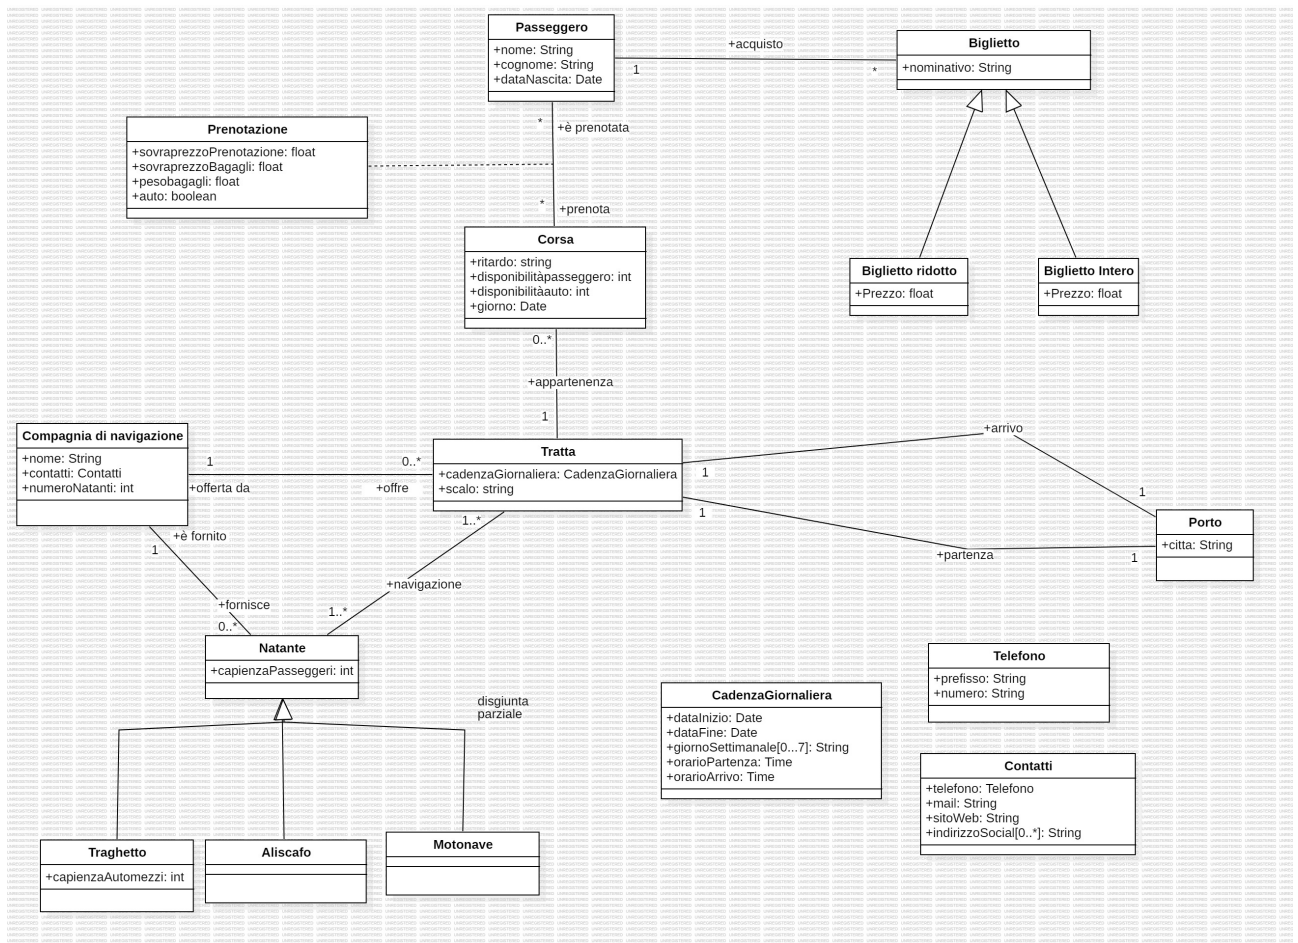 Passeggero
+nome: String
+cognome: String
+dataNascita: Date
+acquisto
1
*
Biglietto
+nominativo: String
*
+è prenotata
Prenotazione
+sovraprezzoPrenotazione: float
+sovraprezzoBagagli: float
+pesobagagli: float
+auto: boolean
*
+prenota
Corsa
+ritardo: string
+disponibilitàpasseggero: int
+disponibilitàauto: int
+giorno: Date
Biglietto ridotto
+Prezzo: float
Biglietto Intero
+Prezzo: float
0..*
+appartenenza
1
Compagnia di navigazione
+nome: String
+contatti: Contatti
+numeroNatanti: int
1
+offerta da
0..*
+offre
Tratta
+cadenzaGiornaliera: CadenzaGiornaliera
+scalo: string
1
+arrivo
1
1
+partenza
1
Porto
+citta: String
+è fornito
1
+fornisce
0..*
1..*
+navigazione
1..*
Natante
+capienzaPasseggeri: int
disgiunta
parziale
Traghetto
+capienzaAutomezzi: int
Aliscafo
Motonave
CadenzaGiornaliera
+dataInizio: Date
+dataFine: Date
+giornoSettimanale[0...7]: String
+orarioPartenza: Time
+orarioArrivo: Time
Telefono
+prefisso: String
+numero: String
Contatti
+telefono: Telefono
+mail: String
+sitoWeb: String
+indirizzoSocial[0..*]: String